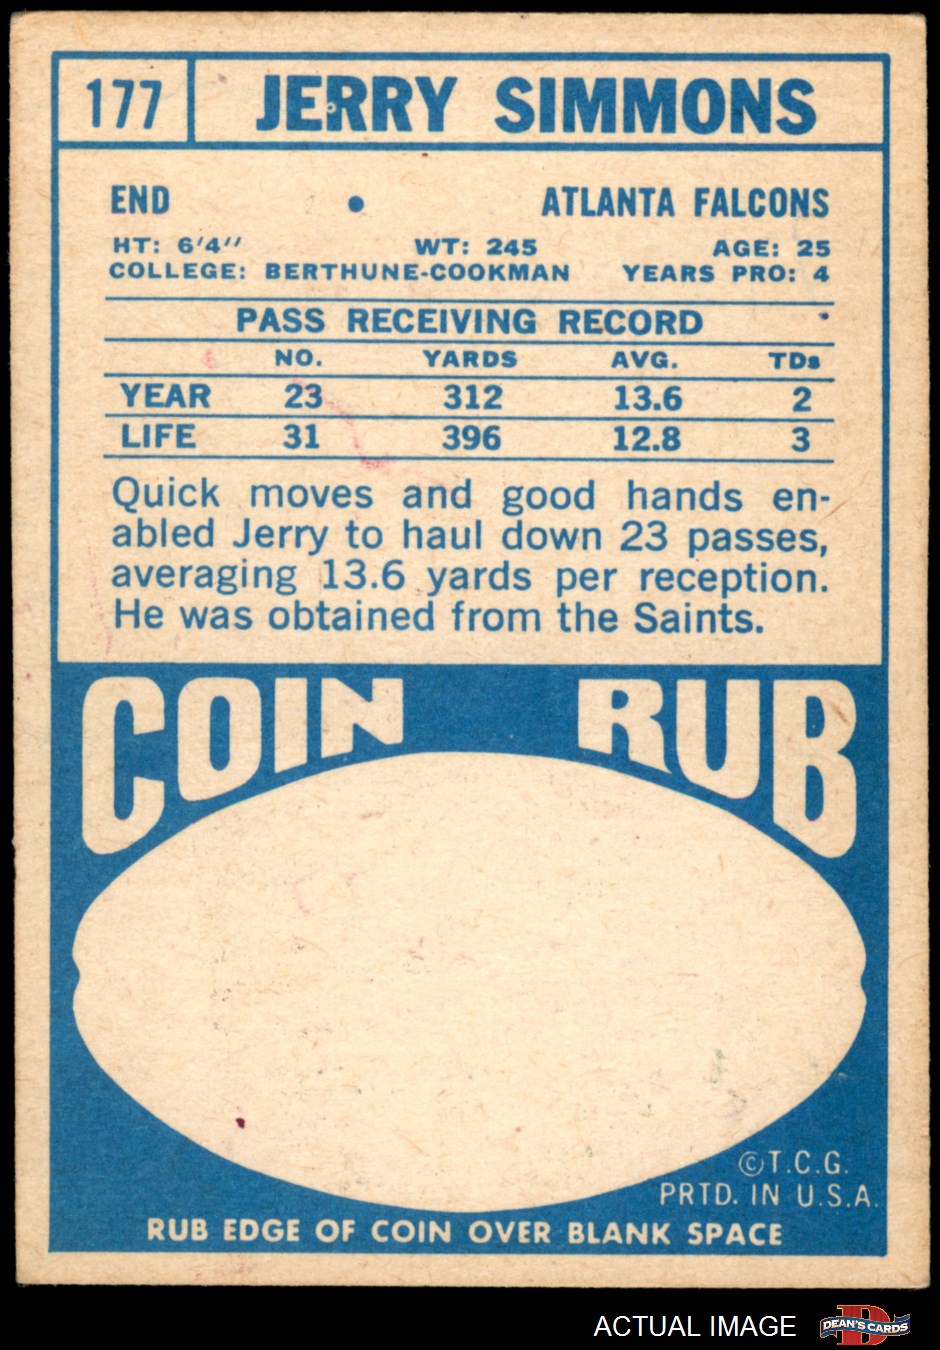 177 JERRY SIMMONS
END • ATLANTA FALCONS
HT: 6'4'' WT: 245 AGE: 25
COLLEGE: BERTHUNE-COOKMAN YEARS PRO: 4
PASS RECEIVING RECORD
NO. YARDS AVG. TDs
YEAR 23 312 13.6 2
LIFE 31 396 12.8 3
Quick moves and good hands en-
abled Jerry to haul down 23 passes,
averaging 13.6 yards per reception.
He was obtained from the Saints.
COIN RUB
©T.C.G.
PRTD. IN U.S.A.
RUB EDGE OF COIN OVER BLANK SPACE
ACTUAL IMAGE D DEAN'S CARDS